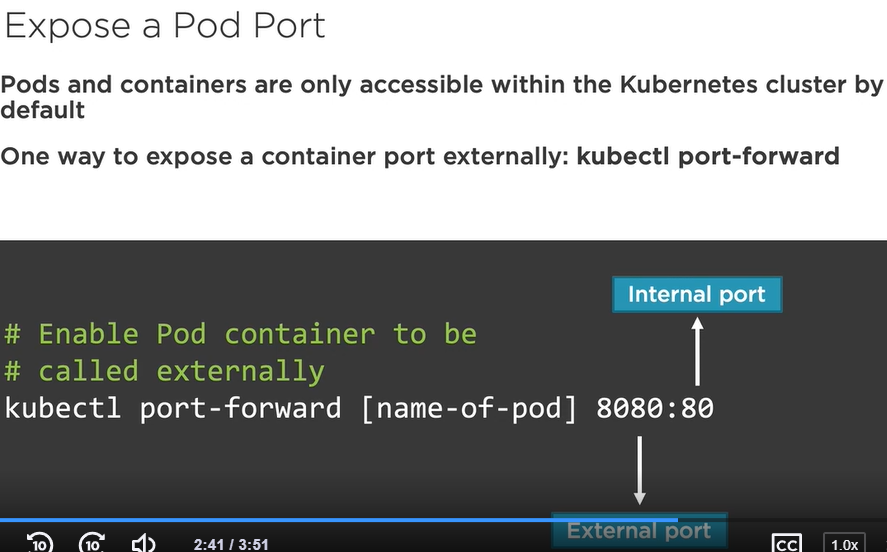 Expose a Pod Port
Pods and containers are only accessible within the Kubernetes cluster by
default
One way to expose a container port externally: kubectl port-forward
Internal port
# Enable Pod container to be
# called externally
kubectl port-forward [name-of-pod] 8080:80
External port
10
10
2:41 / 3:51
CC
1.0x